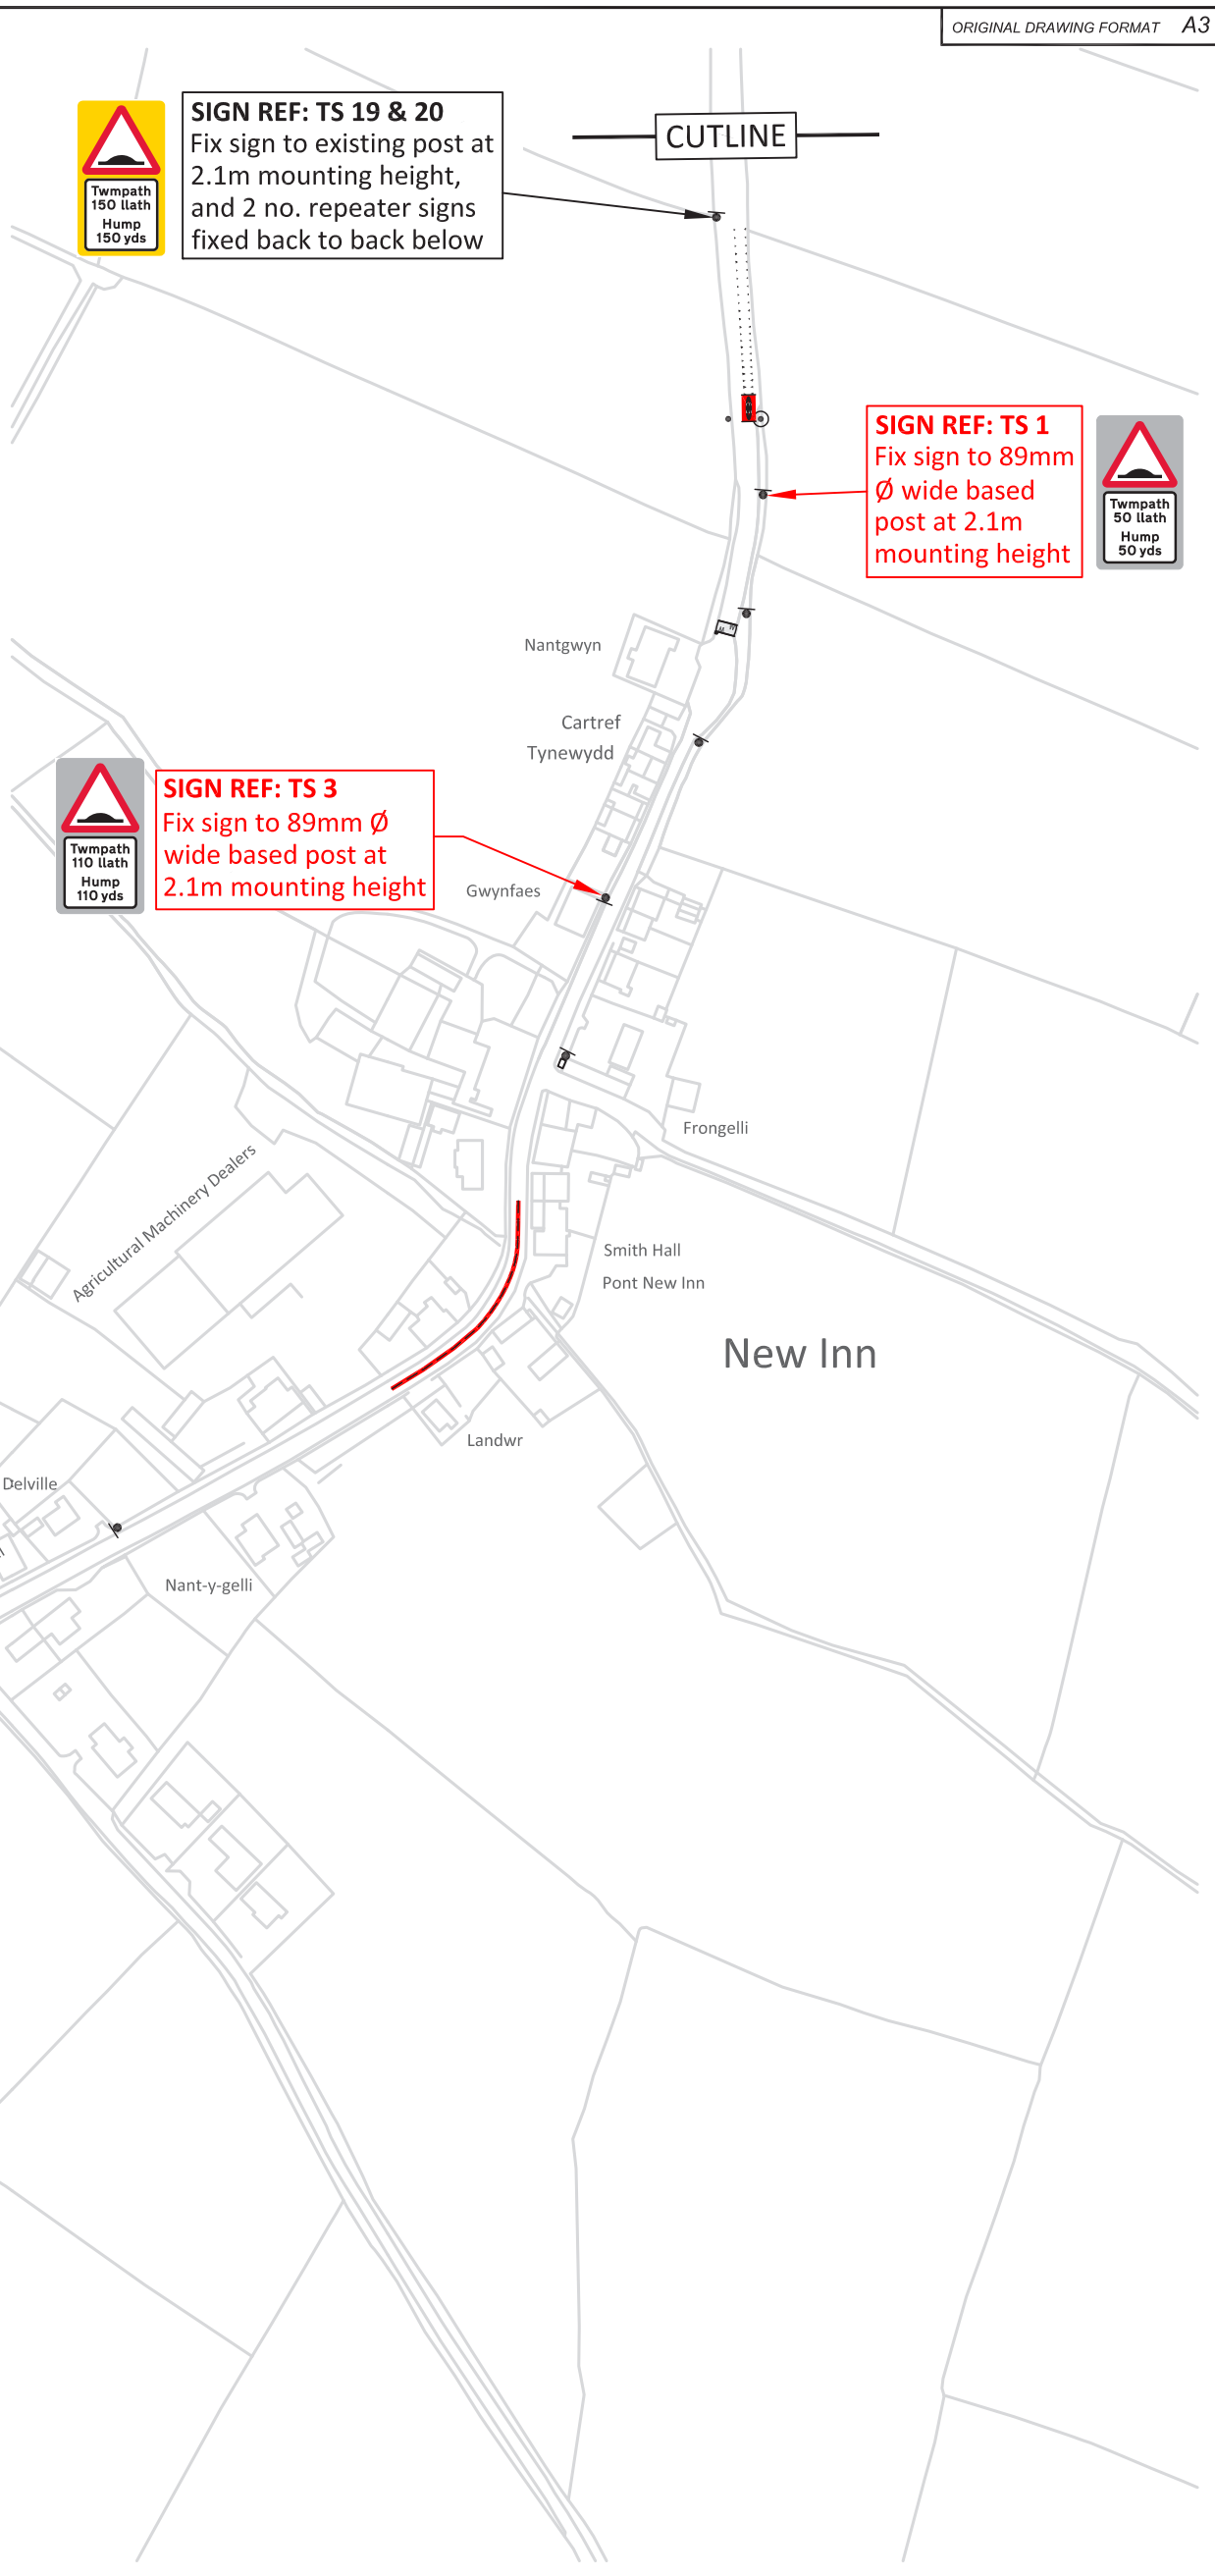 ORIGINAL DRAWING FORMAT A3
CUTLINE
Twmpath
150 llath
Hump
150 yds
SIGN REF: TS 19 & 20
Fix sign to existing post at
2.1m mounting height,
and 2 no. repeater signs
fixed back to back below
SIGN REF: TS 1
Fix sign to 89mm
Ø wide based
post at 2.1m
mounting height
Twmpath
50 llath
Hump
50 yds
Nantgwyn
Cartref
Tynewydd
Twmpath
110 llath
Hump
110 yds
SIGN REF: TS 3
Fix sign to 89mm Ø
wide based post at
2.1m mounting height
Gwynfaes
Frongelli
Agricultural Machinery Dealers
Smith Hall
Pont New Inn
New Inn
Landwr
Delville
Nant-y-gelli